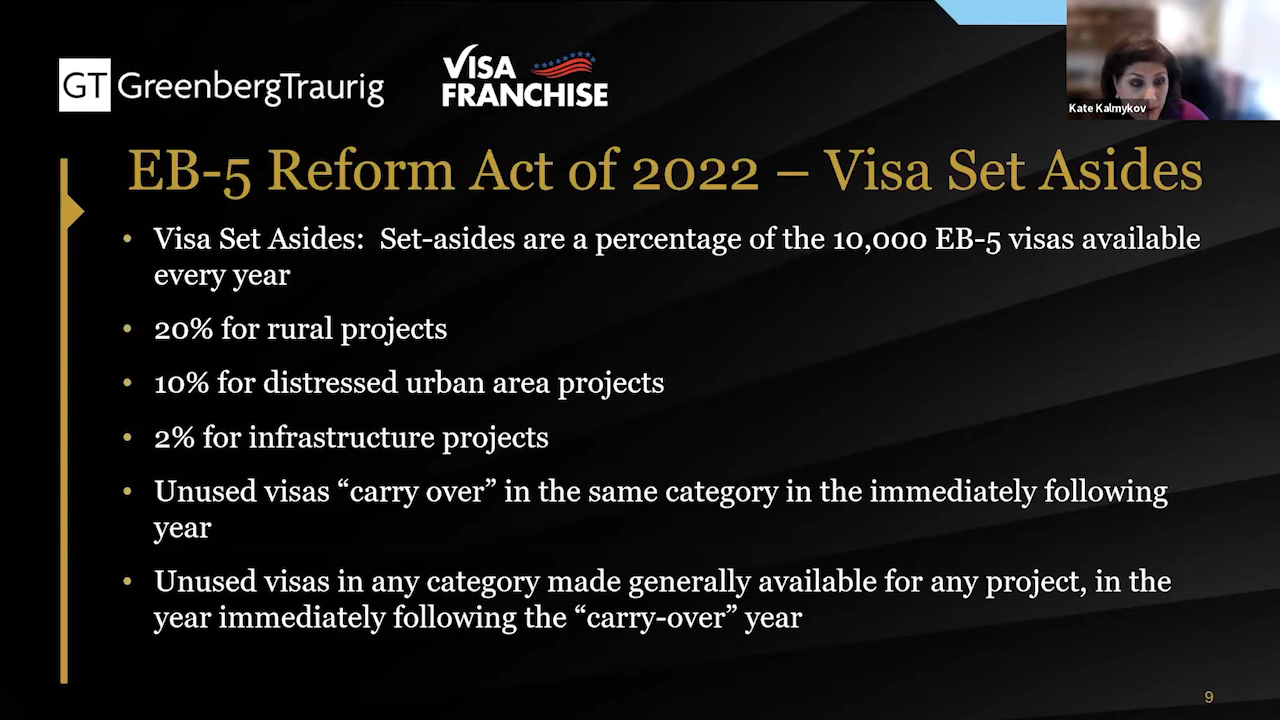 GT GreenbergTraurig
VISA
FRANCHISE
Kate Kalmykov
EB-5 Reform Act of 2022 – Visa Set Asides
• Visa Set Asides: Set-asides are a percentage of the 10,000 EB-5 visas available
every year
• 20% for rural projects
• 10% for distressed urban area projects
• 2% for infrastructure projects
• Unused visas “carry over” in the same category in the immediately following
year
• Unused visas in any category made generally available for any project, in the
year immediately following the “carry-over” year
9